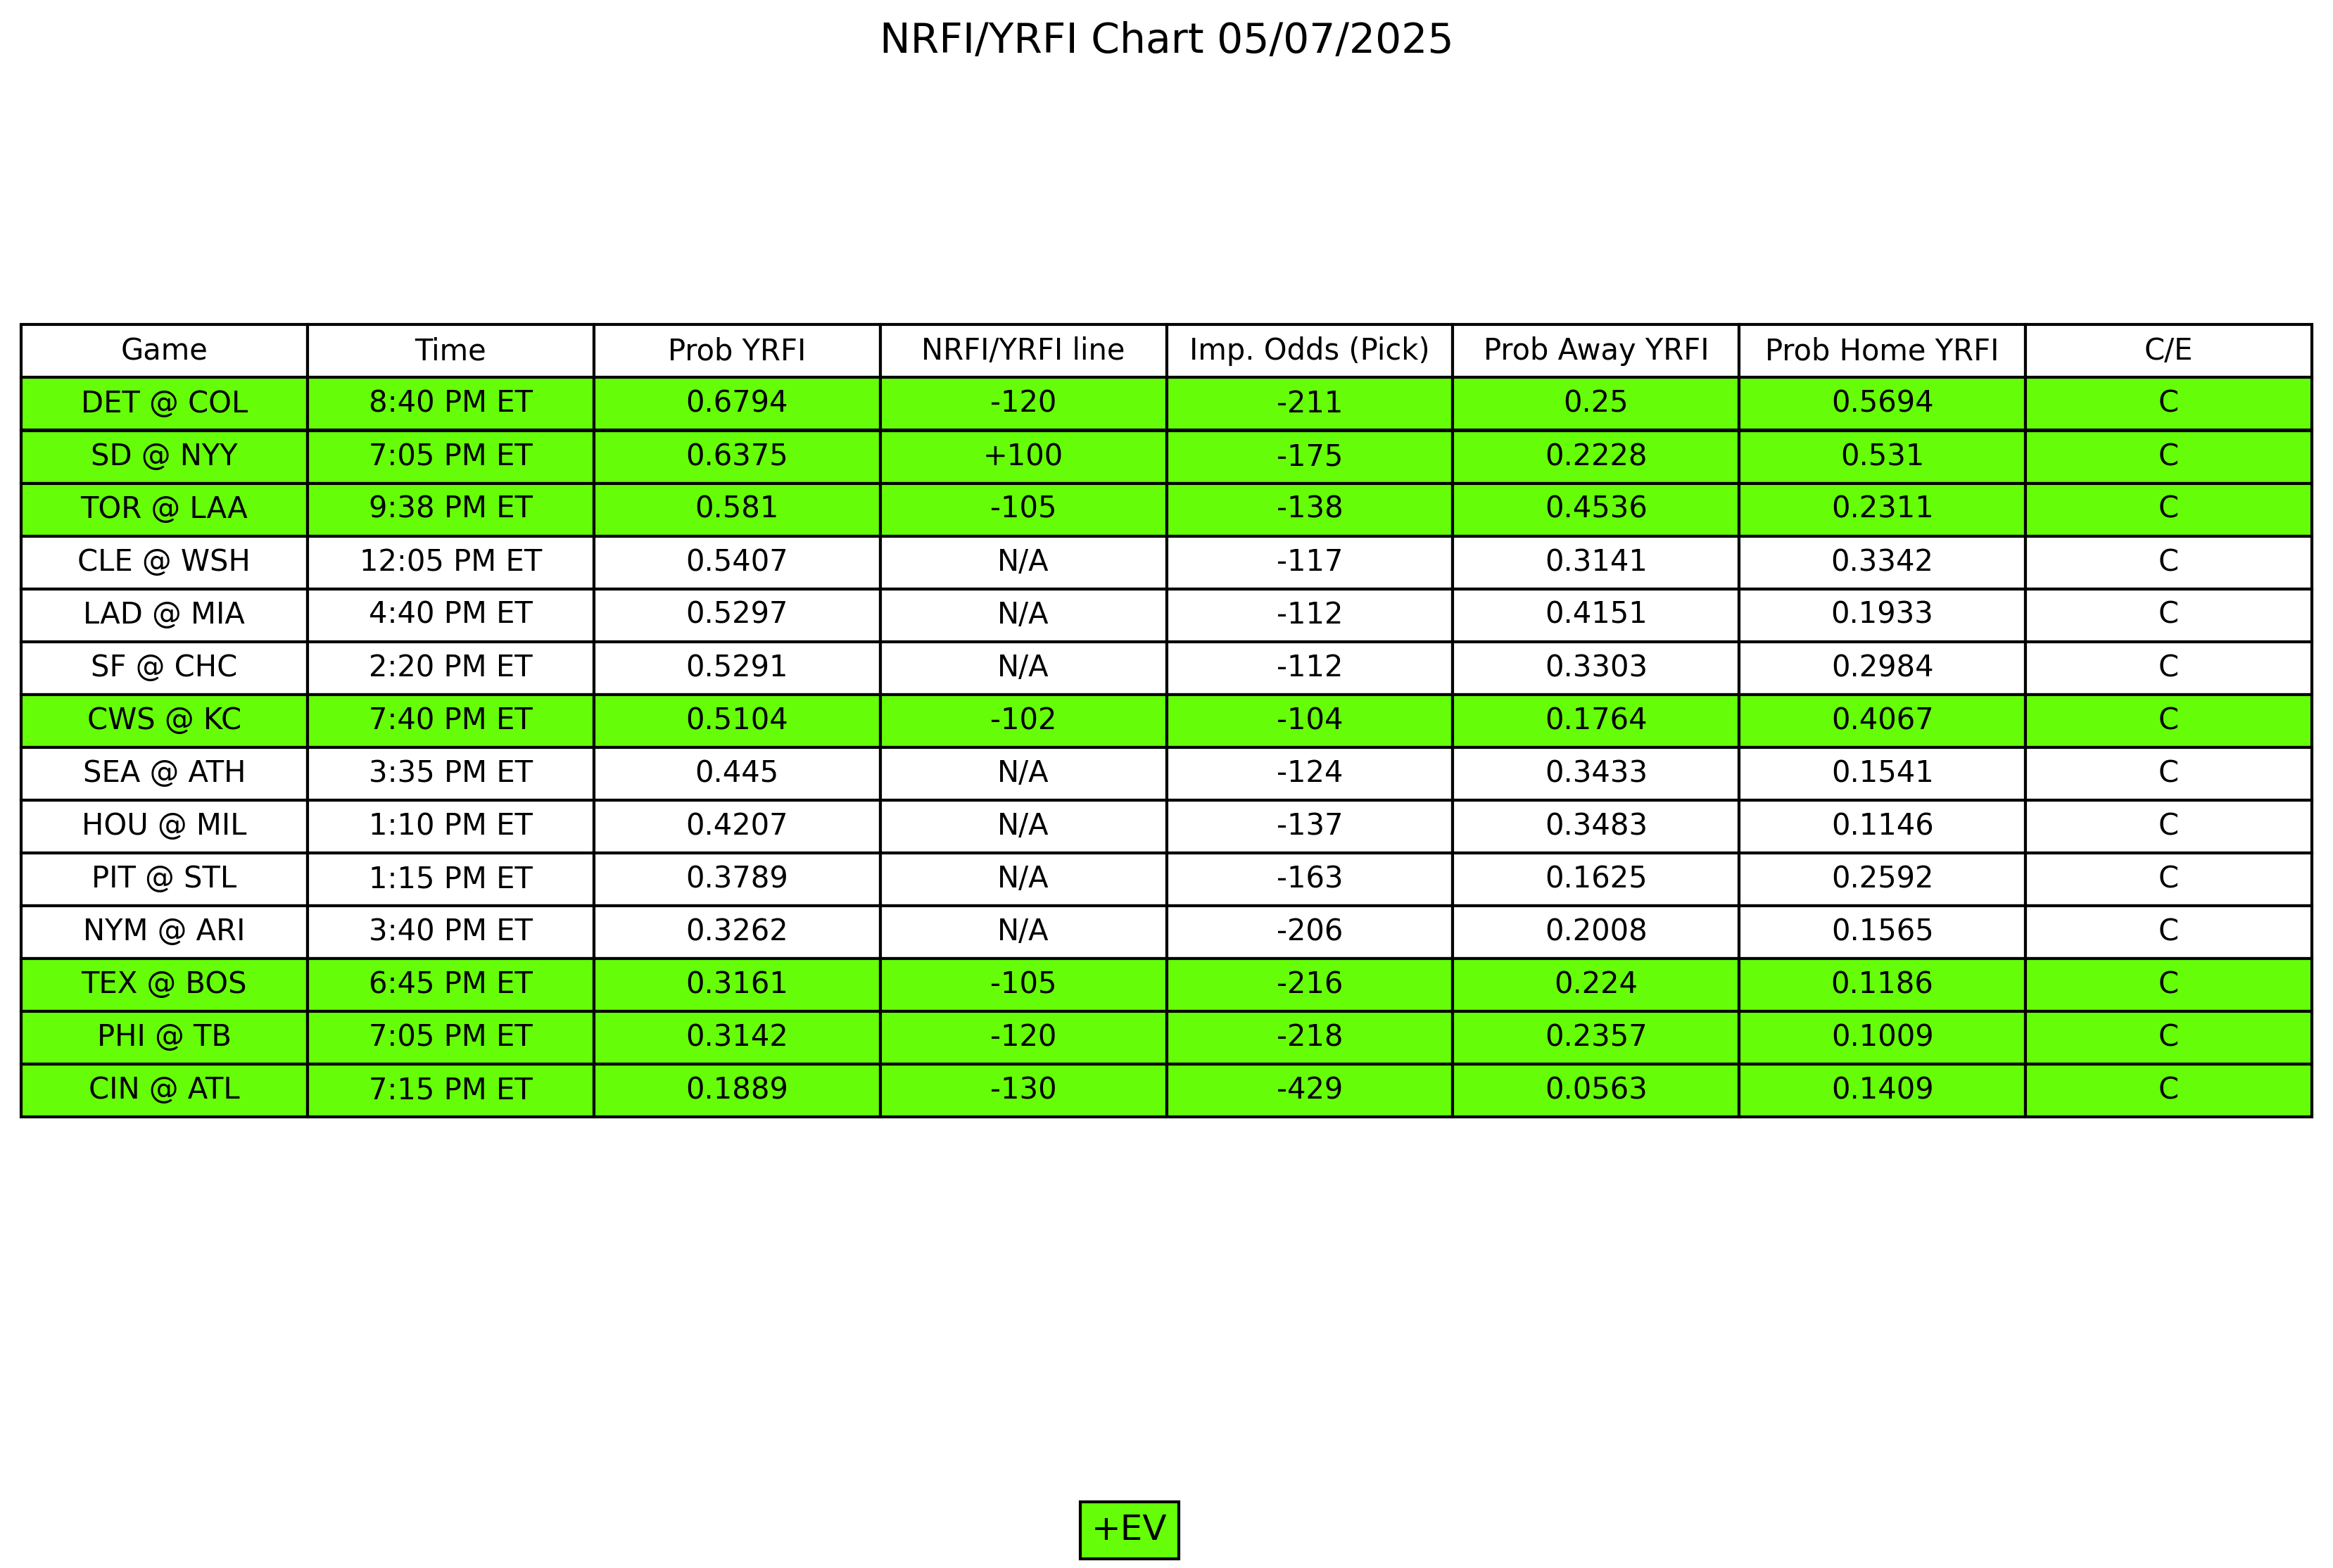 NRFI/YRFI Chart 05/07/2025
Game Time Prob YRFI NRFI/YRFI line Imp. Odds (Pick) Prob Away YRFI Prob Home YRFI C/E
DET @ COL 8:40 PM ET 0.6794 -120 -211 0.25 0.5694 C
SD @ NYY 7:05 PM ET 0.6375 +100 -175 0.2228 0.531 C
TOR @ LAA 9:38 PM ET 0.581 -105 -138 0.4536 0.2311 C
CLE @ WSH 12:05 PM ET 0.5407 N/A -117 0.3141 0.3342 C
LAD @ MIA 4:40 PM ET 0.5297 N/A -112 0.4151 0.1933 C
SF @ CHC 2:20 PM ET 0.5291 N/A -112 0.3303 0.2984 C
CWS @ KC 7:40 PM ET 0.5104 -102 -104 0.1764 0.4067 C
SEA @ ATH 3:35 PM ET 0.445 N/A -124 0.3433 0.1541 C
HOU @ MIL 1:10 PM ET 0.4207 N/A -137 0.3483 0.1146 C
PIT @ STL 1:15 PM ET 0.3789 N/A -163 0.1625 0.2592 C
NYM @ ARI 3:40 PM ET 0.3262 N/A -206 0.2008 0.1565 C
TEX @ BOS 6:45 PM ET 0.3161 -105 -216 0.224 0.1186 C
PHI @ TB 7:05 PM ET 0.3142 -120 -218 0.2357 0.1009 C
CIN @ ATL 7:15 PM ET 0.1889 -130 -429 0.0563 0.1409 C
+EV